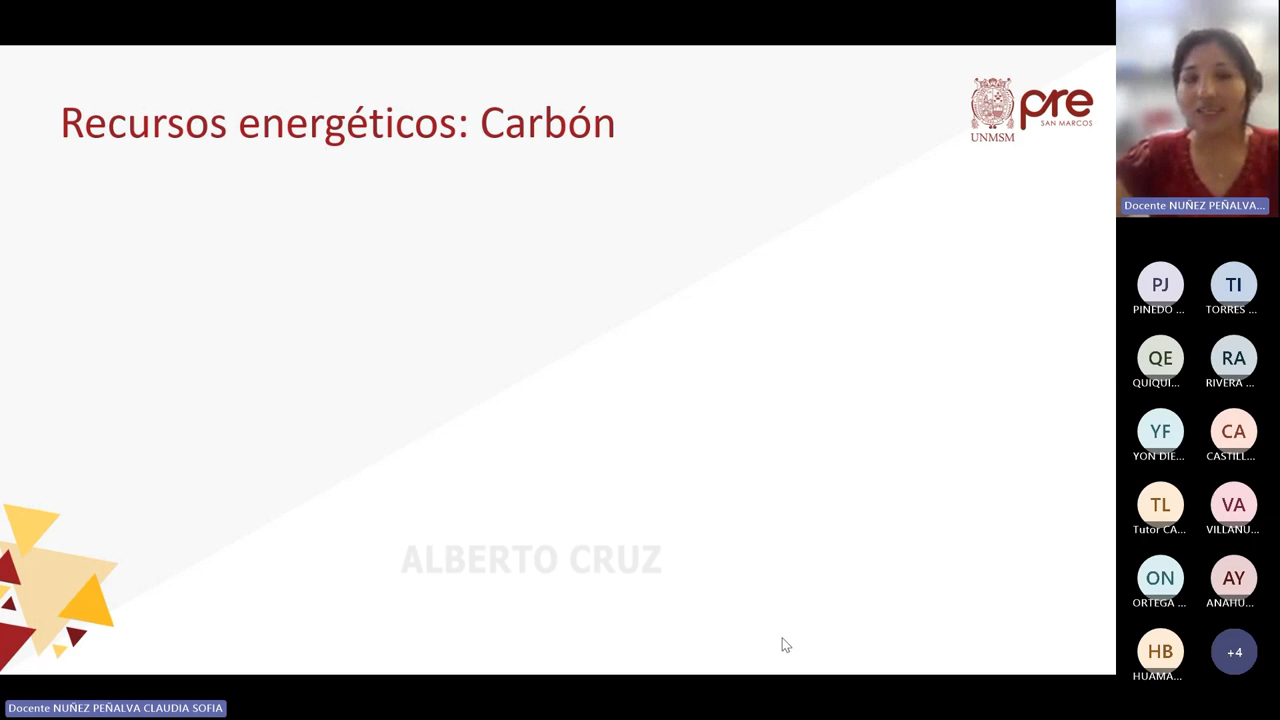 Recursos energéticos: Carbón
UNMSM
pre
SAN MARCOS
ALBERTO CRUZ
Docente NUÑEZ PEÑALVA...
PJ
PINEDO ...
TI
TORRES ...
QE
QUIQUI...
RA
RIVERA ...
YF
YON DIE...
CA
CASTILL...
TL
Tutor CA...
VA
VILLANU...
ON
ORTEGA ...
AY
ANAHU...
HB
HUAMA...
+4
Docente NUÑEZ PEÑALVA CLAUDIA SOFIA